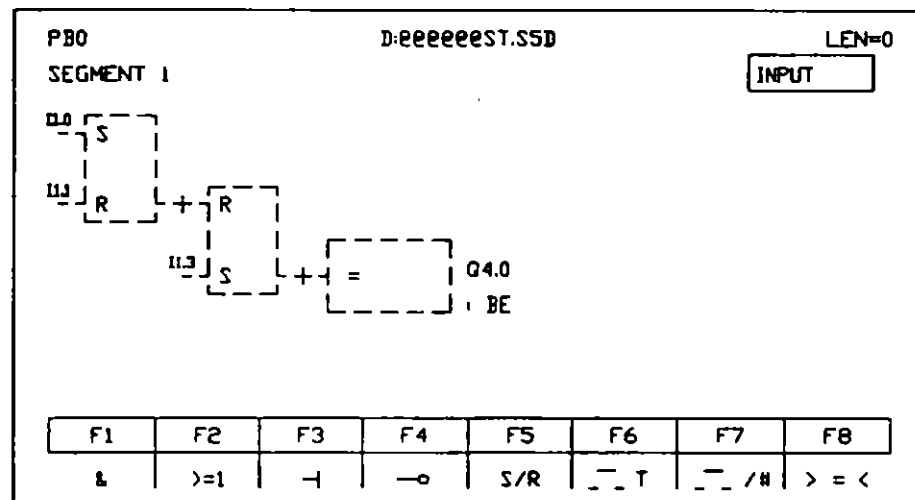 PB0 D:@@@@@@ST.S5D LEN=0
SEGMENT 1 INPUT
I1.0 S
I1.1 R + R
I1.3 S + = Q4.0
: BE
F1 F2 F3 F4 F5 F6 F7 F8
& >=1 S/R T /# > = <